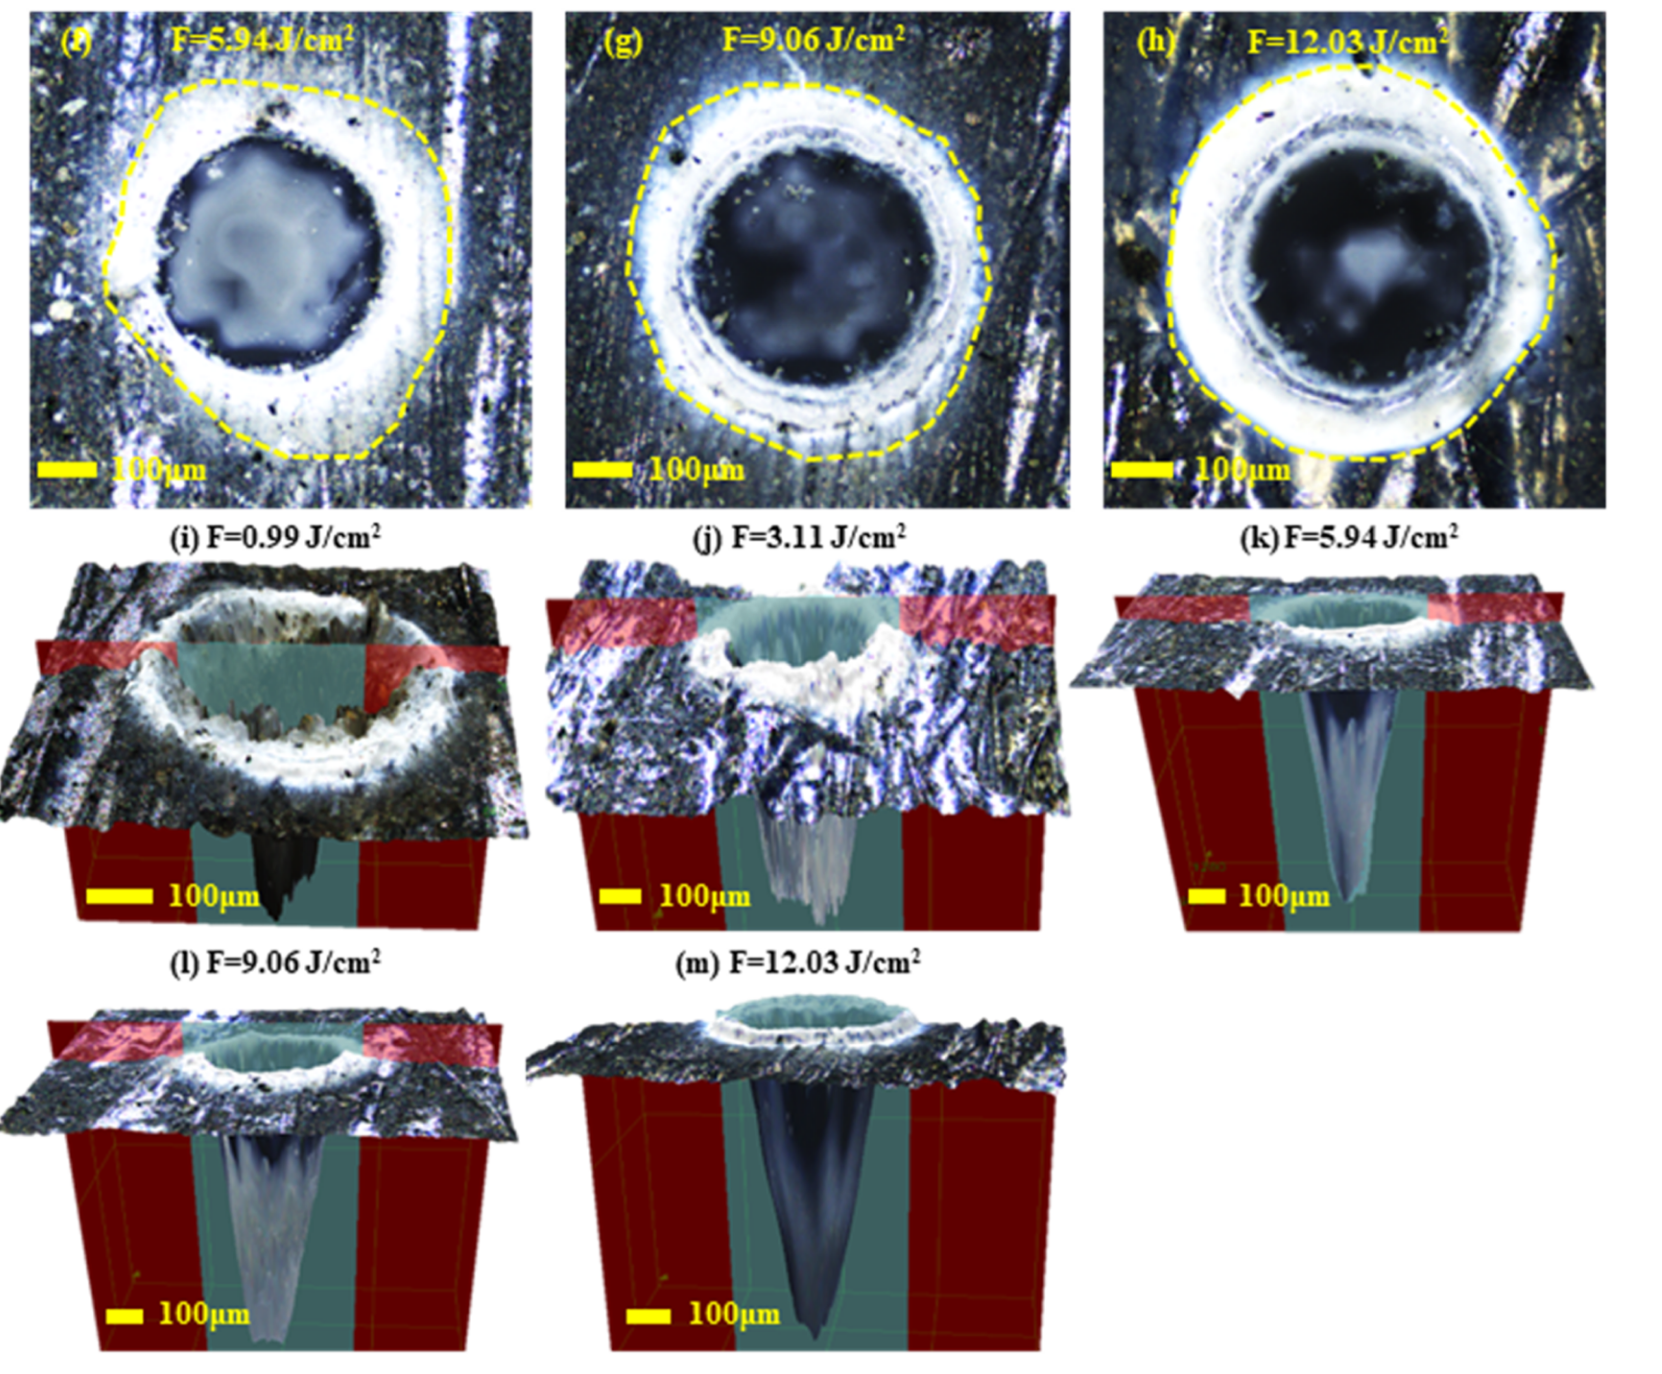 (f) F=5.94 J/cm²
(g) F=9.06 J/cm²
(h) F=12.03 J/cm²
100μm
100μm
100μm
(i) F=0.99 J/cm²
(j) F=3.11 J/cm²
(k) F=5.94 J/cm²
100μm
100μm
100μm
(l) F=9.06 J/cm²
(m) F=12.03 J/cm²
100μm
100μm